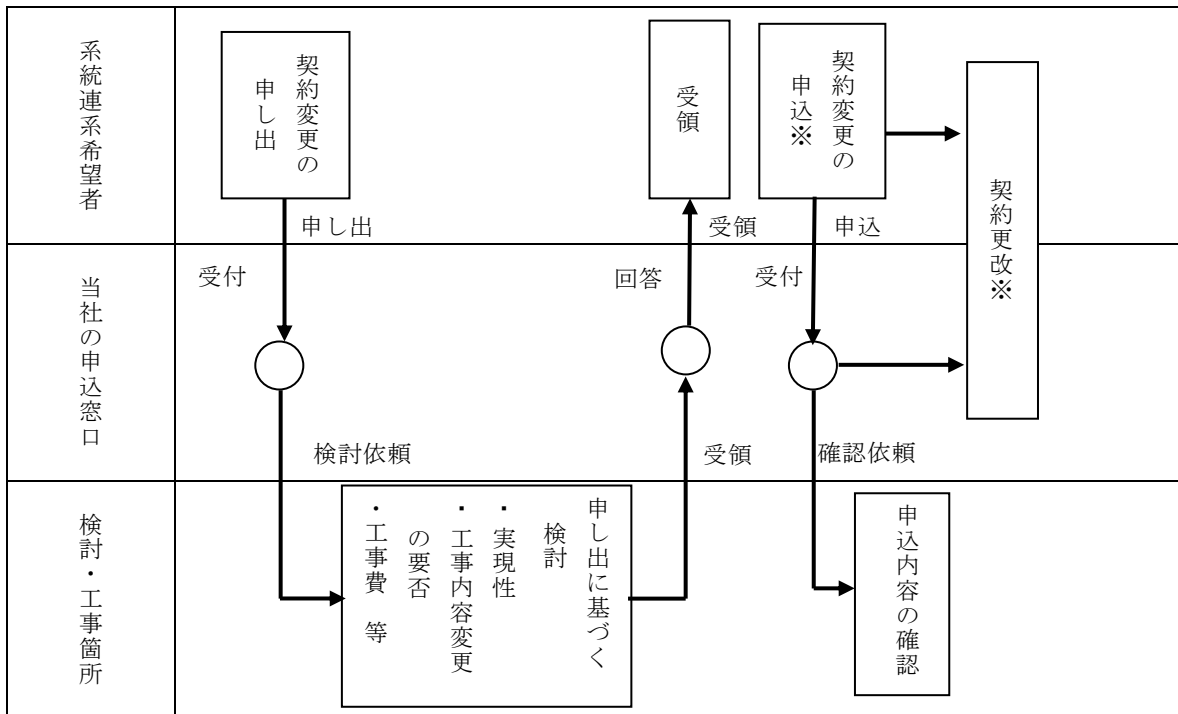 系統連系希望者
契約変更の
申し出
受領
契約変更の
申込※
契約更改※
申し出
受領
申込
当社の申込窓口
受付
回答
受付
検討依頼
受領
確認依頼
検討・工事箇所
申し出に基づく
検討
・実現性
・工事内容変更
の要否
・工事費 等
申込内容の確認